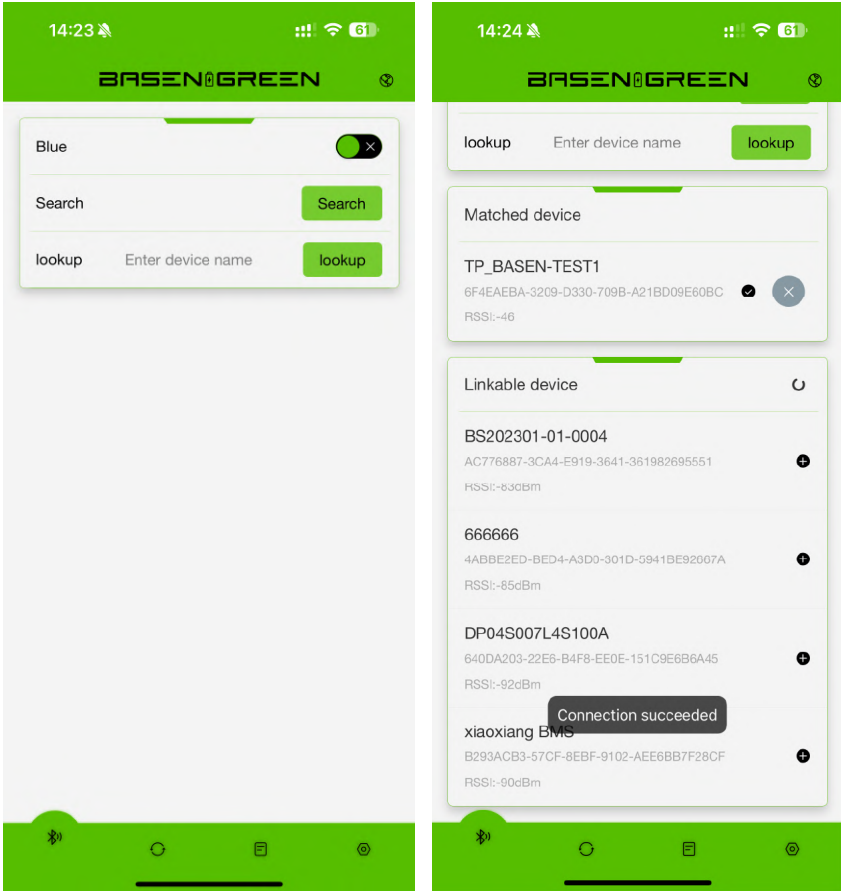 14:23
61
BASENGREEN
Blue
Search Search
lookup Enter device name lookup
14:24
61
BASENGREEN
lookup Enter device name lookup
Matched device
TP_BASEN-TEST1
6F4EAEBA-3209-D330-709B-A21BD09E60BC
RSSI:-46
Linkable device
BS202301-01-0004
AC776887-3CA4-E919-3641-361982695551
RSSI:-83dBm
666666
4ABBE2ED-BED4-A3D0-301D-5941BE92667A
RSSI:-85dBm
DP04S007L4S100A
640DA203-22E6-B4F8-EE0E-151C9E6B6A45
RSSI:-92dBm
Connection succeeded
xiaoxiang BMS
B293ACB3-57CF-8EBF-9102-AEE6BB7F28CF
RSSI:-90dBm